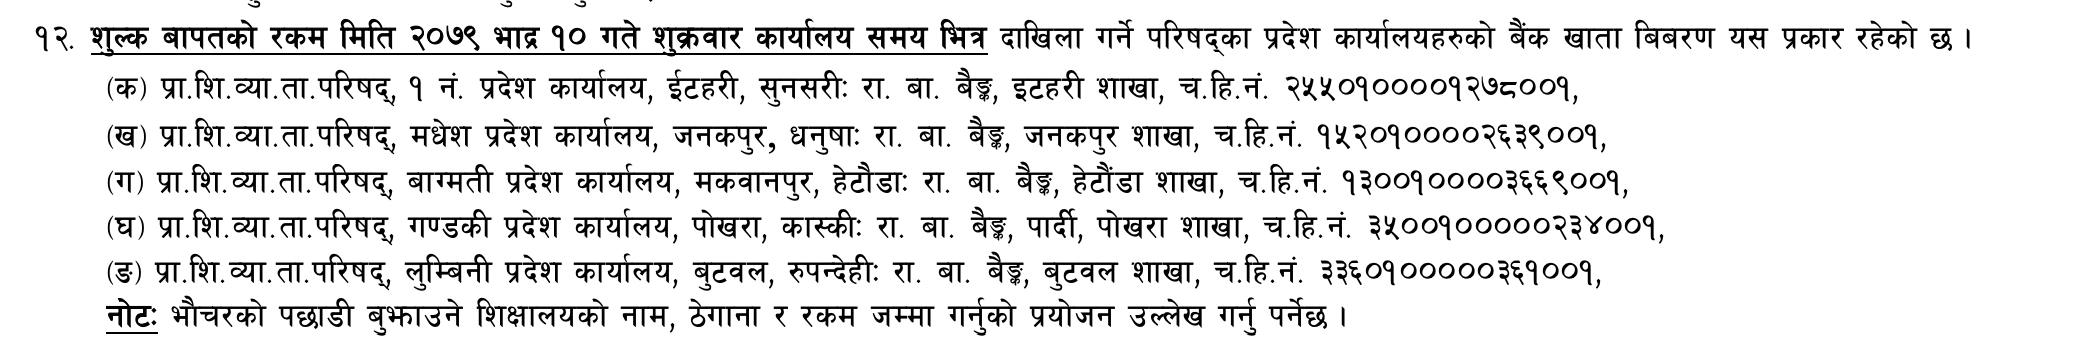 १२. शुल्क बापतको रकम मिति २०७९ भाद्र १० गते शुक्रवार कार्यालय समय भित्र दाखिला गर्ने परिषद्का प्रदेश कार्यालयहरुको बैंक खाता बिबरण यस प्रकार रहेको छ ।
(क) प्रा.शि.व्या.ता.परिषद्, १ नं. प्रदेश कार्यालय, ईटहरी, सुनसरीः रा. बा. बैङ्क, इटहरी शाखा, च.हि.नं. २५५०१००००१२७८००१,
(ख) प्रा.शि.व्या.ता.परिषद्, मधेश प्रदेश कार्यालय, जनकपुर, धनुषाः रा. बा. बैङ्क, जनकपुर शाखा, च.हि.नं. १५२०१००००२६३९००१,
(ग) प्रा.शि.व्या.ता.परिषद्, बाग्मती प्रदेश कार्यालय, मकवानपुर, हेटौडाः रा. बा. बैङ्क, हेटौंडा शाखा, च.हि.नं. १३००१००००३६६९००१,
(घ) प्रा.शि.व्या.ता.परिषद्, गण्डकी प्रदेश कार्यालय, पोखरा, कास्कीः रा. बा. बैङ्क, पार्दी, पोखरा शाखा, च.हि.नं. ३५००१०००००२३४००१,
(ङ) प्रा.शि.व्या.ता.परिषद्, लुम्बिनी प्रदेश कार्यालय, बुटवल, रुपन्देहीः रा. बा. बैङ्क, बुटवल शाखा, च.हि.नं. ३३६०१०००००३६१००१,
नोटः भौचरको पछाडी बुझाउने शिक्षालयको नाम, ठेगाना र रकम जम्मा गर्नुको प्रयोजन उल्लेख गर्नु पर्नेछ ।